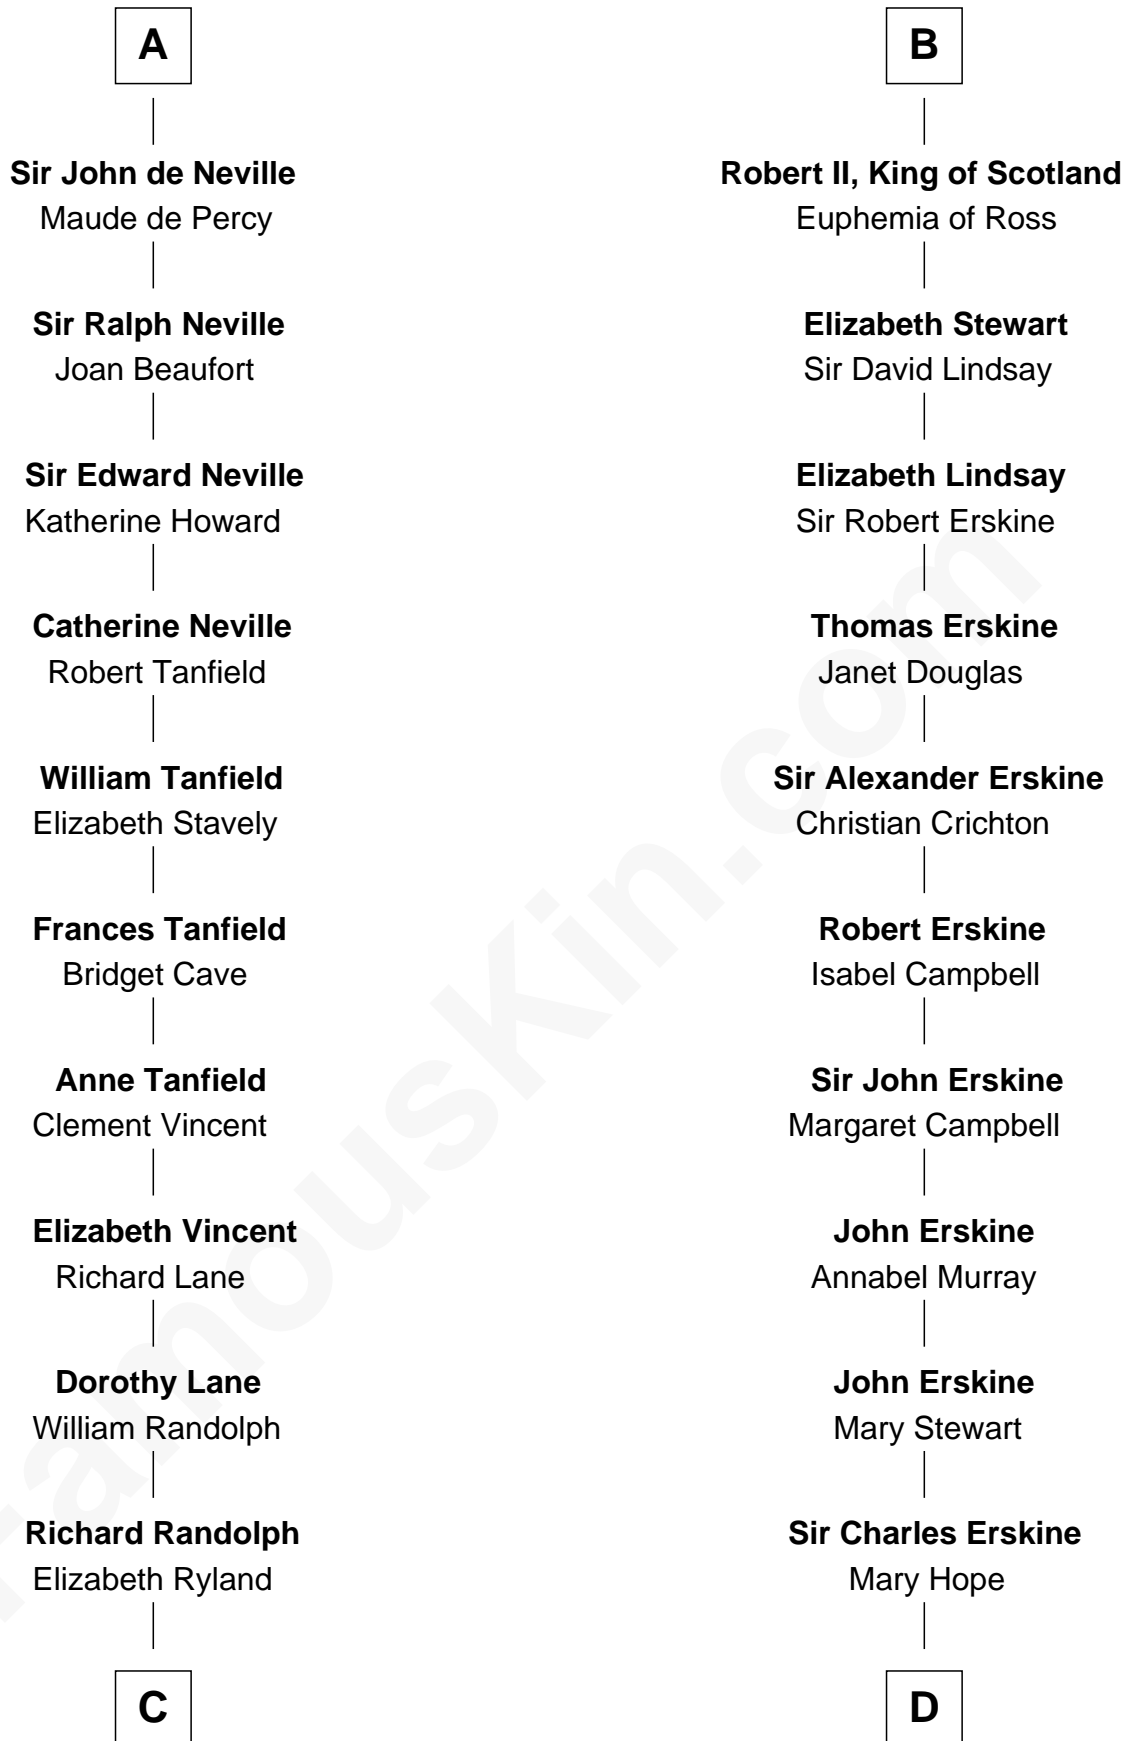 A
Sir John de Neville
Maude de Percy
Sir Ralph Neville
Joan Beaufort
Sir Edward Neville
Katherine Howard
Catherine Neville
Robert Tanfield
William Tanfield
Elizabeth Stavely
Frances Tanfield
Bridget Cave
Anne Tanfield
Clement Vincent
Elizabeth Vincent
Richard Lane
Dorothy Lane
William Randolph
Richard Randolph
Elizabeth Ryland
C
B
Robert II, King of Scotland
Euphemia of Ross
Elizabeth Stewart
Sir David Lindsay
Elizabeth Lindsay
Sir Robert Erskine
Thomas Erskine
Janet Douglas
Sir Alexander Erskine
Christian Crichton
Robert Erskine
Isabel Campbell
Sir John Erskine
Margaret Campbell
John Erskine
Annabel Murray
John Erskine
Mary Stewart
Sir Charles Erskine
Mary Hope
D
FamousKin.com